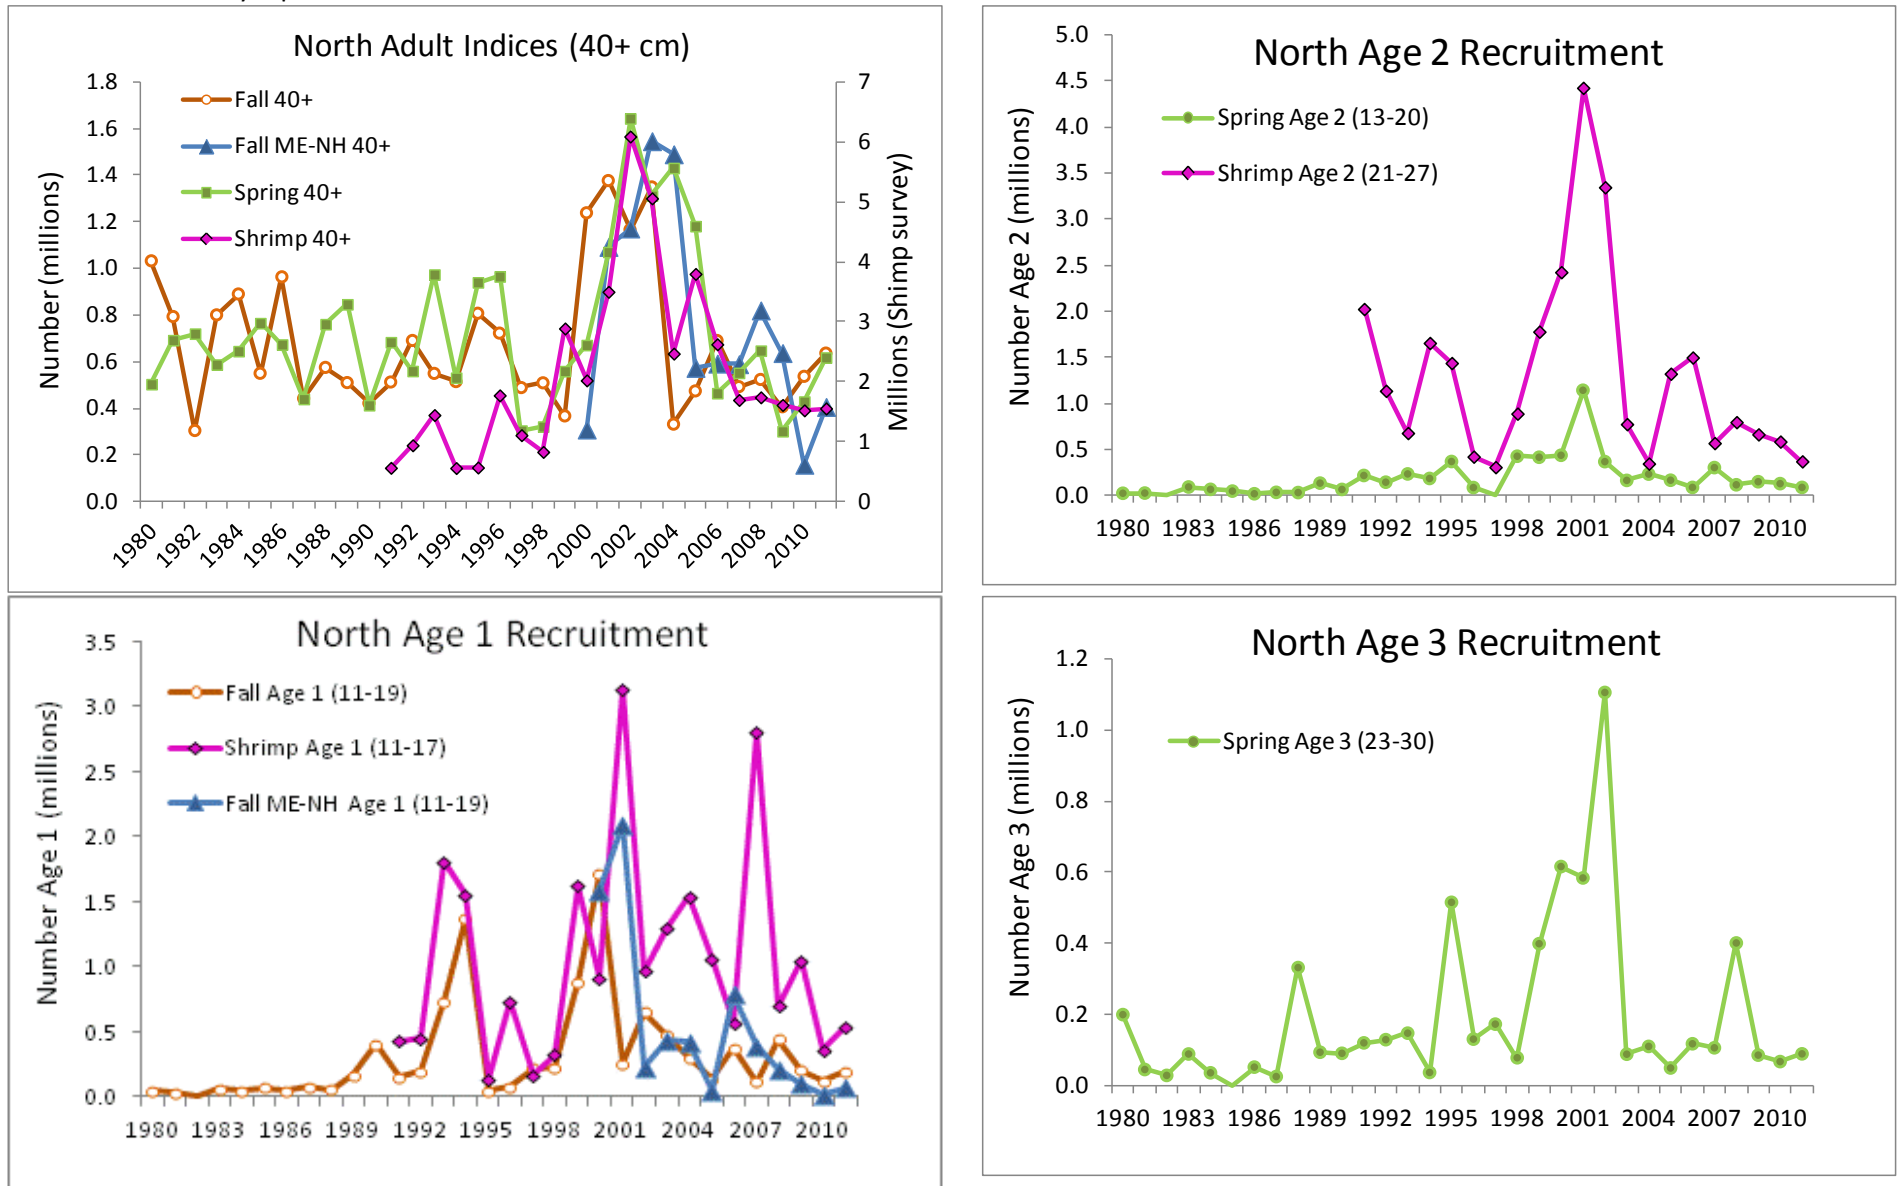 North Adult Indices (40+ cm)
Number (millions)
1.8
1.6
1.4
1.2
1.0
0.8
0.6
0.4
0.2
0.0
Fall 40+
Fall ME-NH 40+
Spring 40+
Shrimp 40+
7
6
5
4
3
2
1
0
Millions (Shrimp survey)
1980 1982 1984 1986 1988 1990 1992 1994 1996 1998 2000 2002 2004 2006 2008 2010
North Age 2 Recruitment
Number Age 2 (millions)
5.0
4.5
4.0
3.5
3.0
2.5
2.0
1.5
1.0
0.5
0.0
Spring Age 2 (13-20)
Shrimp Age 2 (21-27)
1980 1983 1986 1989 1992 1995 1998 2001 2004 2007 2010
North Age 1 Recruitment
Number Age 1 (millions)
3.5
3.0
2.5
2.0
1.5
1.0
0.5
0.0
Fall Age 1 (11-19)
Shrimp Age 1 (11-17)
Fall ME-NH Age 1 (11-19)
1980 1983 1986 1989 1992 1995 1998 2001 2004 2007 2010
North Age 3 Recruitment
Number Age 3 (millions)
1.2
1.0
0.8
0.6
0.4
0.2
0.0
Spring Age 3 (23-30)
1980 1983 1986 1989 1992 1995 1998 2001 2004 2007 2010